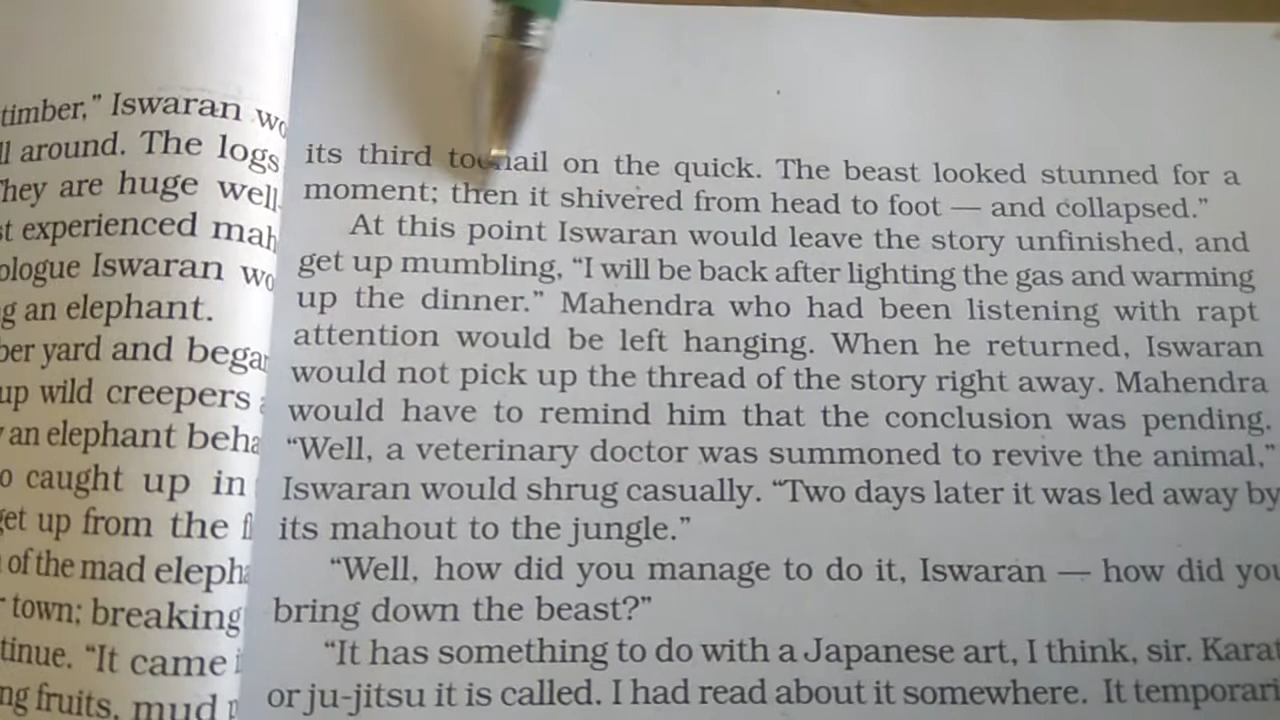 timber,” Iswaran
around. The logs
They are huge well
experienced
Iswaran
an elephant.
yard and began
up wild creepers
an elephant
caught up in
get up from the
of the mad
town; breaking
“It came
fruits, mud
its third toenail on the quick. The beast looked stunned for a
moment; then it shivered from head to foot — and collapsed.”
At this point Iswaran would leave the story unfinished, and
get up mumbling, “I will be back after lighting the gas and warming
up the dinner.” Mahendra who had been listening with rapt
attention would be left hanging. When he returned, Iswaran
would not pick up the thread of the story right away. Mahendra
would have to remind him that the conclusion was pending.
“Well, a veterinary doctor was summoned to revive the animal,”
Iswaran would shrug casually. “Two days later it was led away by
its mahout to the jungle.”
“Well, how did you manage to do it, Iswaran — how did you
bring down the beast?”
“It has something to do with a Japanese art, I think, sir.
or ju-jitsu it is called. I had read about it somewhere. It